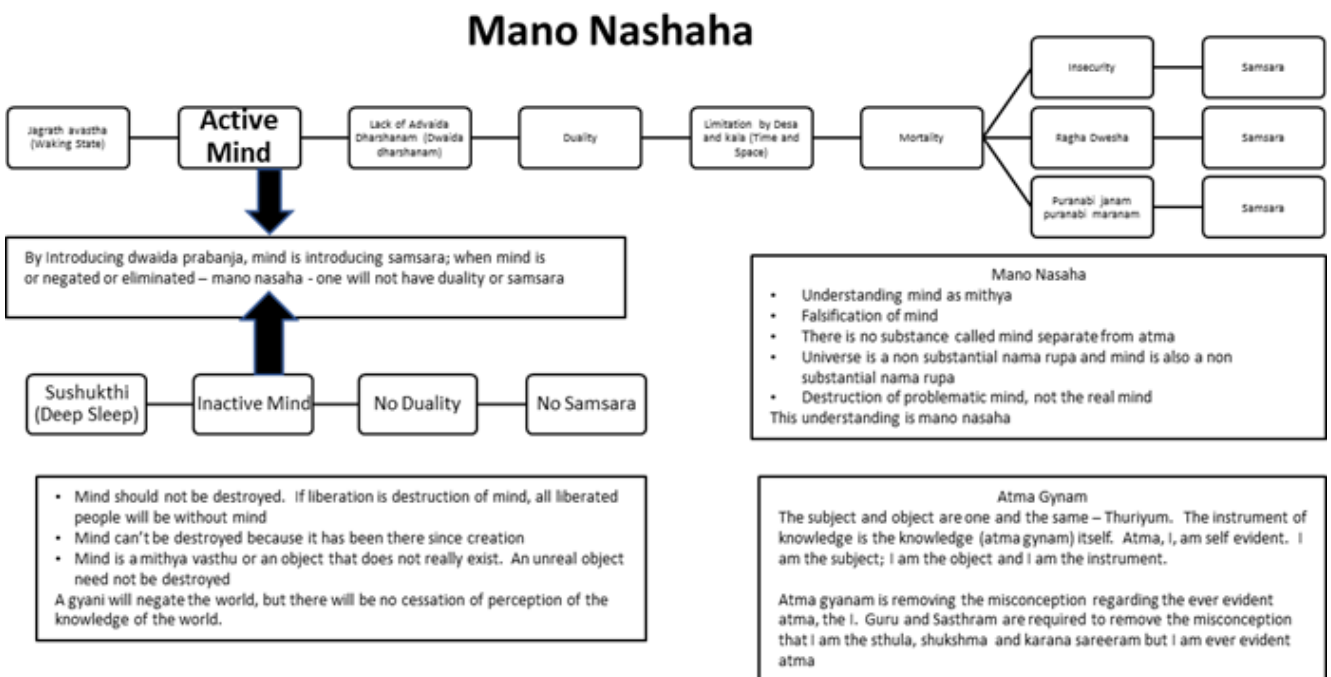 Mano Nashaha
Jagrath avastha
(Waking State)
Active
Mind
Lack of Advaida
Dharshanam (Dwaida
dharshanam)
Duality
Limitation by Desa
and kala (Time and
Space)
Mortality
Insecurity
Samsara
Ragha Dwesha
Samsara
Puranabi janam
puranabi maranam
Samsara
By Introducing dwaida prabanja, mind is introducing samsara; when mind is
or negated or eliminated – mano nasaha - one will not have duality or samsara
Sushukthi
(Deep Sleep)
Inactive Mind
No Duality
No Samsara
• Mind should not be destroyed. If liberation is destruction of mind, all liberated
people will be without mind
• Mind can't be destroyed because it has been there since creation
• Mind is a mithya vasthu or an object that does not really exist. An unreal object
need not be destroyed
A gyani will negate the world, but there will be no cessation of perception of the
knowledge of the world.
Mano Nasaha
• Understanding mind as mithya
• Falsification of mind
• There is no substance called mind separate from atma
• Universe is a non substantial nama rupa and mind is also a non
substantial nama rupa
• Destruction of problematic mind, not the real mind
This understanding is mano nasaha
Atma Gynam
The subject and object are one and the same – Thuriyum. The instrument of
knowledge is the knowledge (atma gynam) itself. Atma, I, am self evident. I
am the subject; I am the object and I am the instrument.
Atma gyanam is removing the misconception regarding the ever evident
atma, the I. Guru and Sasthram are required to remove the misconception
that I am the sthula, shukshma and karana sareeram but I am ever evident
atma